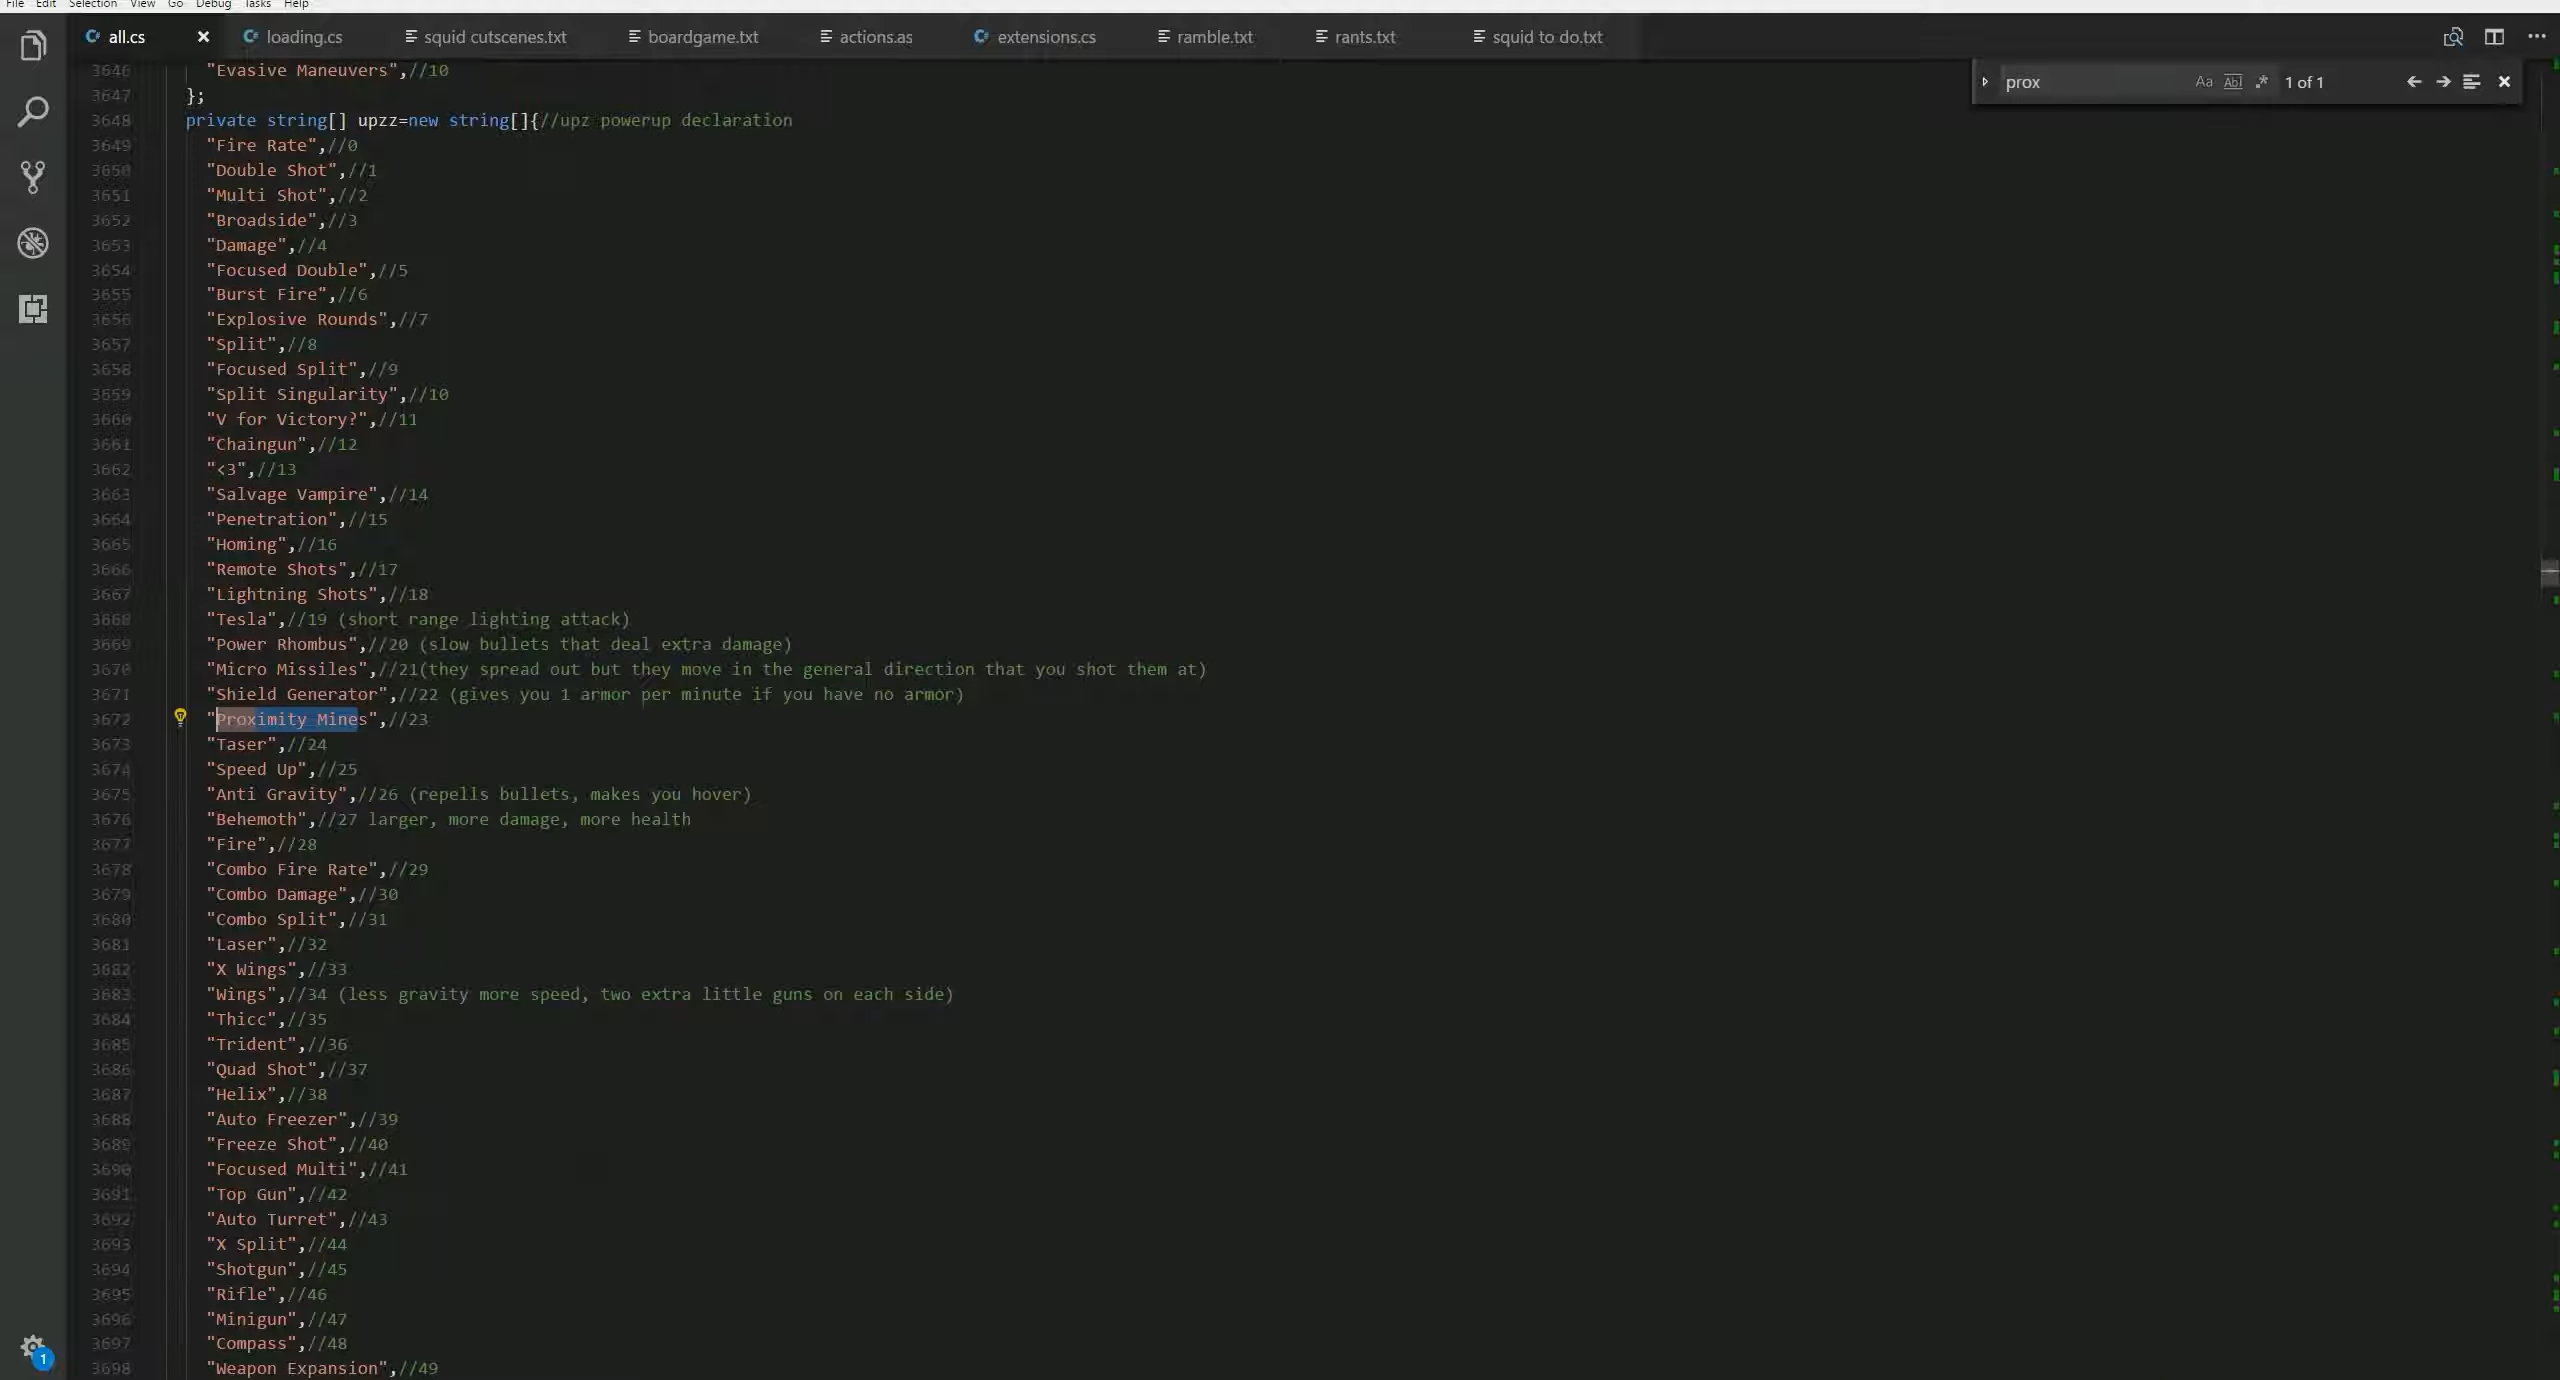 File Edit Selection View Go Debug Tasks Help
all.cs loading.cs squid cutscenes.txt boardgame.txt actions.as extensions.cs ramble.txt rants.txt squid to do.txt
prox Aa Abl .* 1 of 1
3646 "Evasive Maneuvers",//10
3647 };
3648 private string[] upzz=new string[]{//upz powerup declaration
3649 "Fire Rate",//0
3650 "Double Shot",//1
3651 "Multi Shot",//2
3652 "Broadside",//3
3653 "Damage",//4
3654 "Focused Double",//5
3655 "Burst Fire",//6
3656 "Explosive Rounds",//7
3657 "Split",//8
3658 "Focused Split",//9
3659 "Split Singularity",//10
3660 "V for Victory?",//11
3661 "Chaingun",//12
3662 "<3",//13
3663 "Salvage Vampire",//14
3664 "Penetration",//15
3665 "Homing",//16
3666 "Remote Shots",//17
3667 "Lightning Shots",//18
3668 "Tesla",//19 (short range lighting attack)
3669 "Power Rhombus",//20 (slow bullets that deal extra damage)
3670 "Micro Missiles",//21(they spread out but they move in the general direction that you shot them at)
3671 "Shield Generator",//22 (gives you 1 armor per minute if you have no armor)
3672 "Proximity Mines",//23
3673 "Taser",//24
3674 "Speed Up",//25
3675 "Anti Gravity",//26 (repells bullets, makes you hover)
3676 "Behemoth",//27 larger, more damage, more health
3677 "Fire",//28
3678 "Combo Fire Rate",//29
3679 "Combo Damage",//30
3680 "Combo Split",//31
3681 "Laser",//32
3682 "X Wings",//33
3683 "Wings",//34 (less gravity more speed, two extra little guns on each side)
3684 "Thicc",//35
3685 "Trident",//36
3686 "Quad Shot",//37
3687 "Helix",//38
3688 "Auto Freezer",//39
3689 "Freeze Shot",//40
3690 "Focused Multi",//41
3691 "Top Gun",//42
3692 "Auto Turret",//43
3693 "X Split",//44
3694 "Shotgun",//45
3695 "Rifle",//46
3696 "Minigun",//47
3697 "Compass",//48
3698 "Weapon Expansion",//49
1